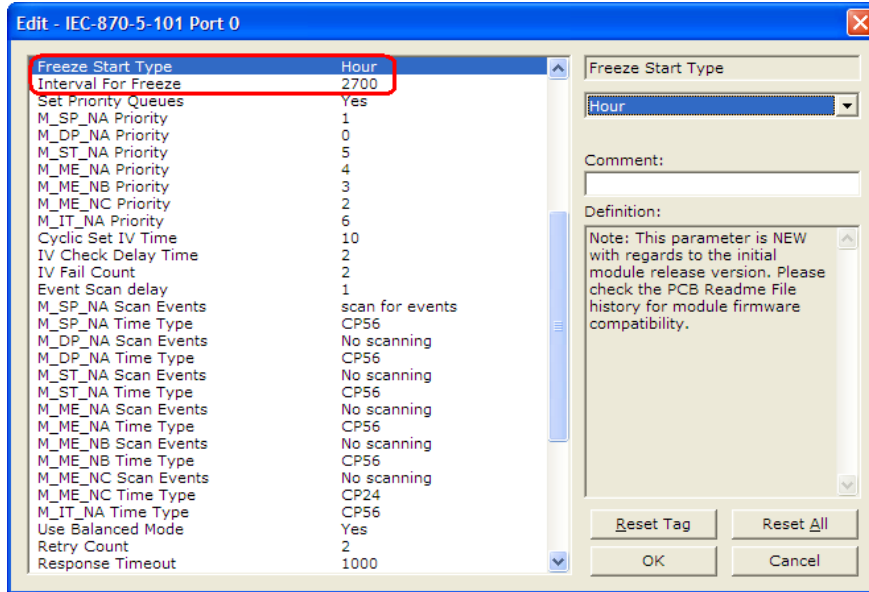 Edit - IEC-870-5-101 Port 0
Freeze Start Type Hour
Interval For Freeze 2700
Set Priority Queues Yes
M_SP_NA Priority 1
M_DP_NA Priority 0
M_ST_NA Priority 5
M_ME_NA Priority 4
M_ME_NB Priority 3
M_ME_NC Priority 2
M_IT_NA Priority 6
Cyclic Set IV Time 10
IV Check Delay Time 2
IV Fail Count 2
Event Scan delay 1
M_SP_NA Scan Events scan for events
M_SP_NA Time Type CP56
M_DP_NA Scan Events No scanning
M_DP_NA Time Type CP56
M_ST_NA Scan Events No scanning
M_ST_NA Time Type CP56
M_ME_NA Scan Events No scanning
M_ME_NA Time Type CP56
M_ME_NB Scan Events No scanning
M_ME_NB Time Type CP56
M_ME_NC Scan Events No scanning
M_ME_NC Time Type CP24
M_IT_NA Time Type CP56
Use Balanced Mode Yes
Retry Count 2
Response Timeout 1000
Freeze Start Type
Hour
Comment:
Definition:
Note: This parameter is NEW
with regards to the initial
module release version. Please
check the PCB Readme File
history for module firmware
compatibility.
Reset Tag Reset All
OK Cancel